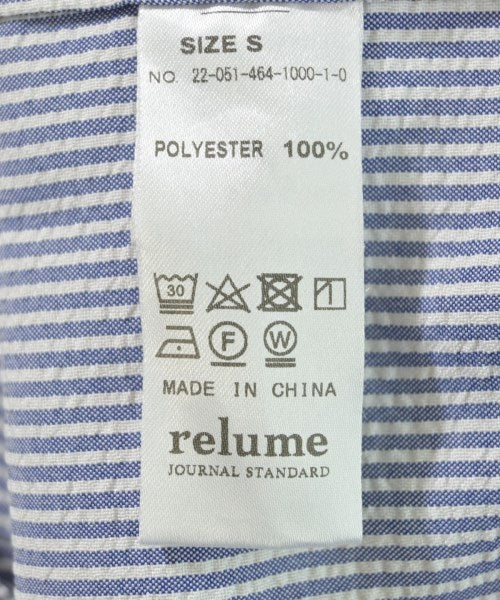 SIZE S
NO. 22-051-464-1000-1-0
POLYESTER 100%
30
F W
MADE IN CHINA
relume
JOURNAL STANDARD